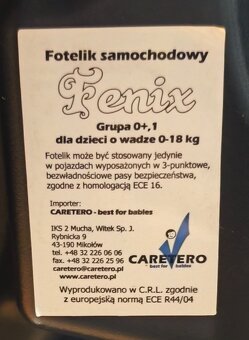 Fotelik samochodowy
Fenix
Grupa 0+,1
dla dzieci o wadze 0-18 kg
Fotelik może być stosowany jedynie
w pojazdach wyposażonych w 3-punktowe,
bezwładnościowe pasy bezpieczeństwa,
zgodne z homologacją ECE 16.
Importer:
CARETERO - best for babies
IKS 2 Mucha, Witek Sp. J.
Rybnicka 9
43-190 Mikołów
tel. +48 32 226 06 06
fax. +48 32 226 25 96
caretero@caretero.pl
www.caretero.pl
CARETERO
best for babies
Wyprodukowano w C.R.L. zgodnie
z europejską normą ECE R44/04